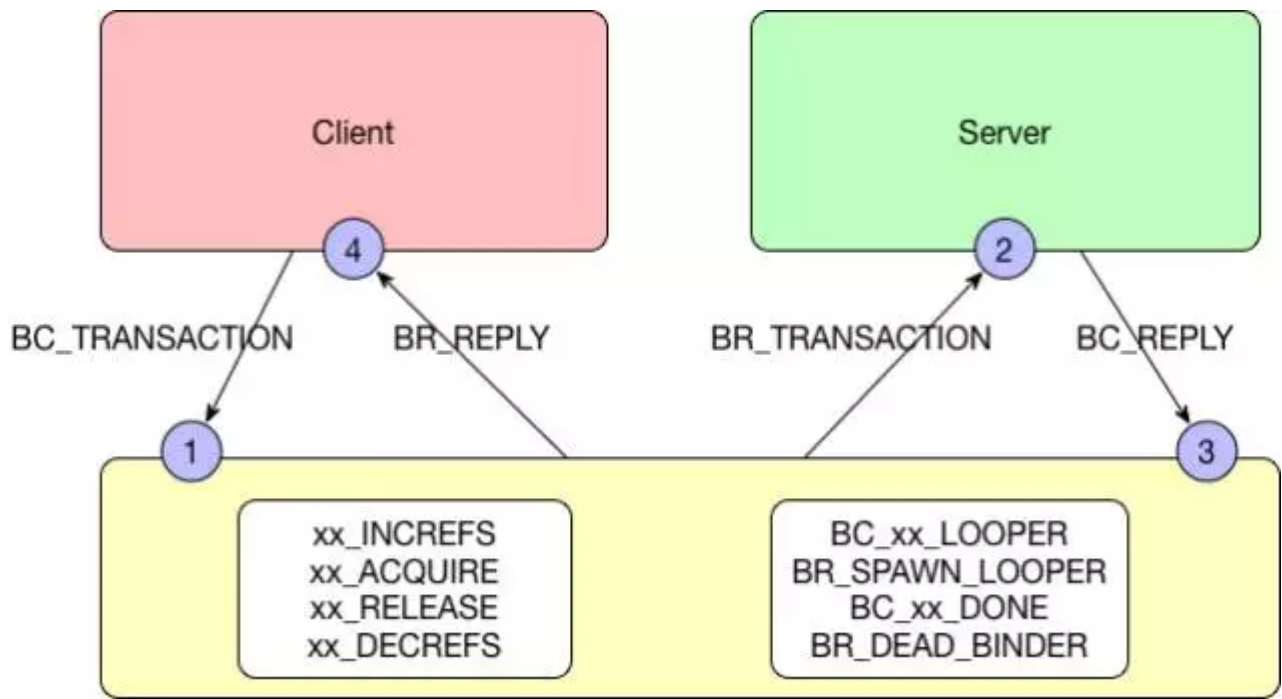 Client
Server
4
2
BC_TRANSACTION
BR_REPLY
BR_TRANSACTION
BC_REPLY
1
3
xx_INCREFS
xx_ACQUIRE
xx_RELEASE
xx_DECREFS
BC_xx_LOOPER
BR_SPAWN_LOOPER
BC_xx_DONE
BR_DEAD_BINDER